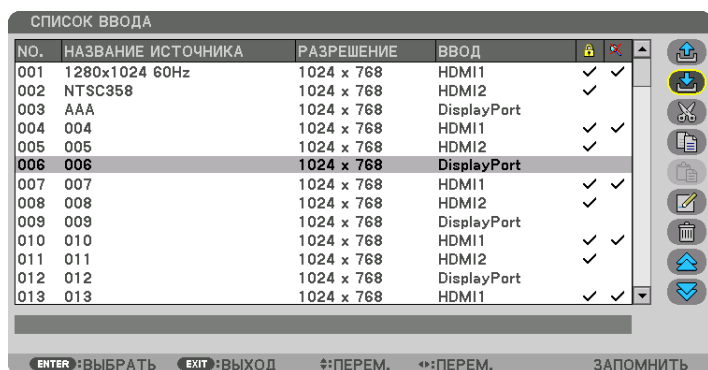 СПИСОК ВВОДА
NO. НАЗВАНИЕ ИСТОЧНИКА РАЗРЕШЕНИЕ ВВОД
001 1280x1024 60Hz 1024 x 768 HDMI1
002 NTSC358 1024 x 768 HDMI2
003 AAA 1024 x 768 DisplayPort
004 004 1024 x 768 HDMI1
005 005 1024 x 768 HDMI2
006 006 1024 x 768 DisplayPort
007 007 1024 x 768 HDMI1
008 008 1024 x 768 HDMI2
009 009 1024 x 768 DisplayPort
010 010 1024 x 768 HDMI1
011 011 1024 x 768 HDMI2
012 012 1024 x 768 DisplayPort
013 013 1024 x 768 HDMI1
ENTER :ВЫБРАТЬ EXIT :ВЫХОД :ПЕРЕМ. :ПЕРЕМ. ЗАПОМНИТЬ